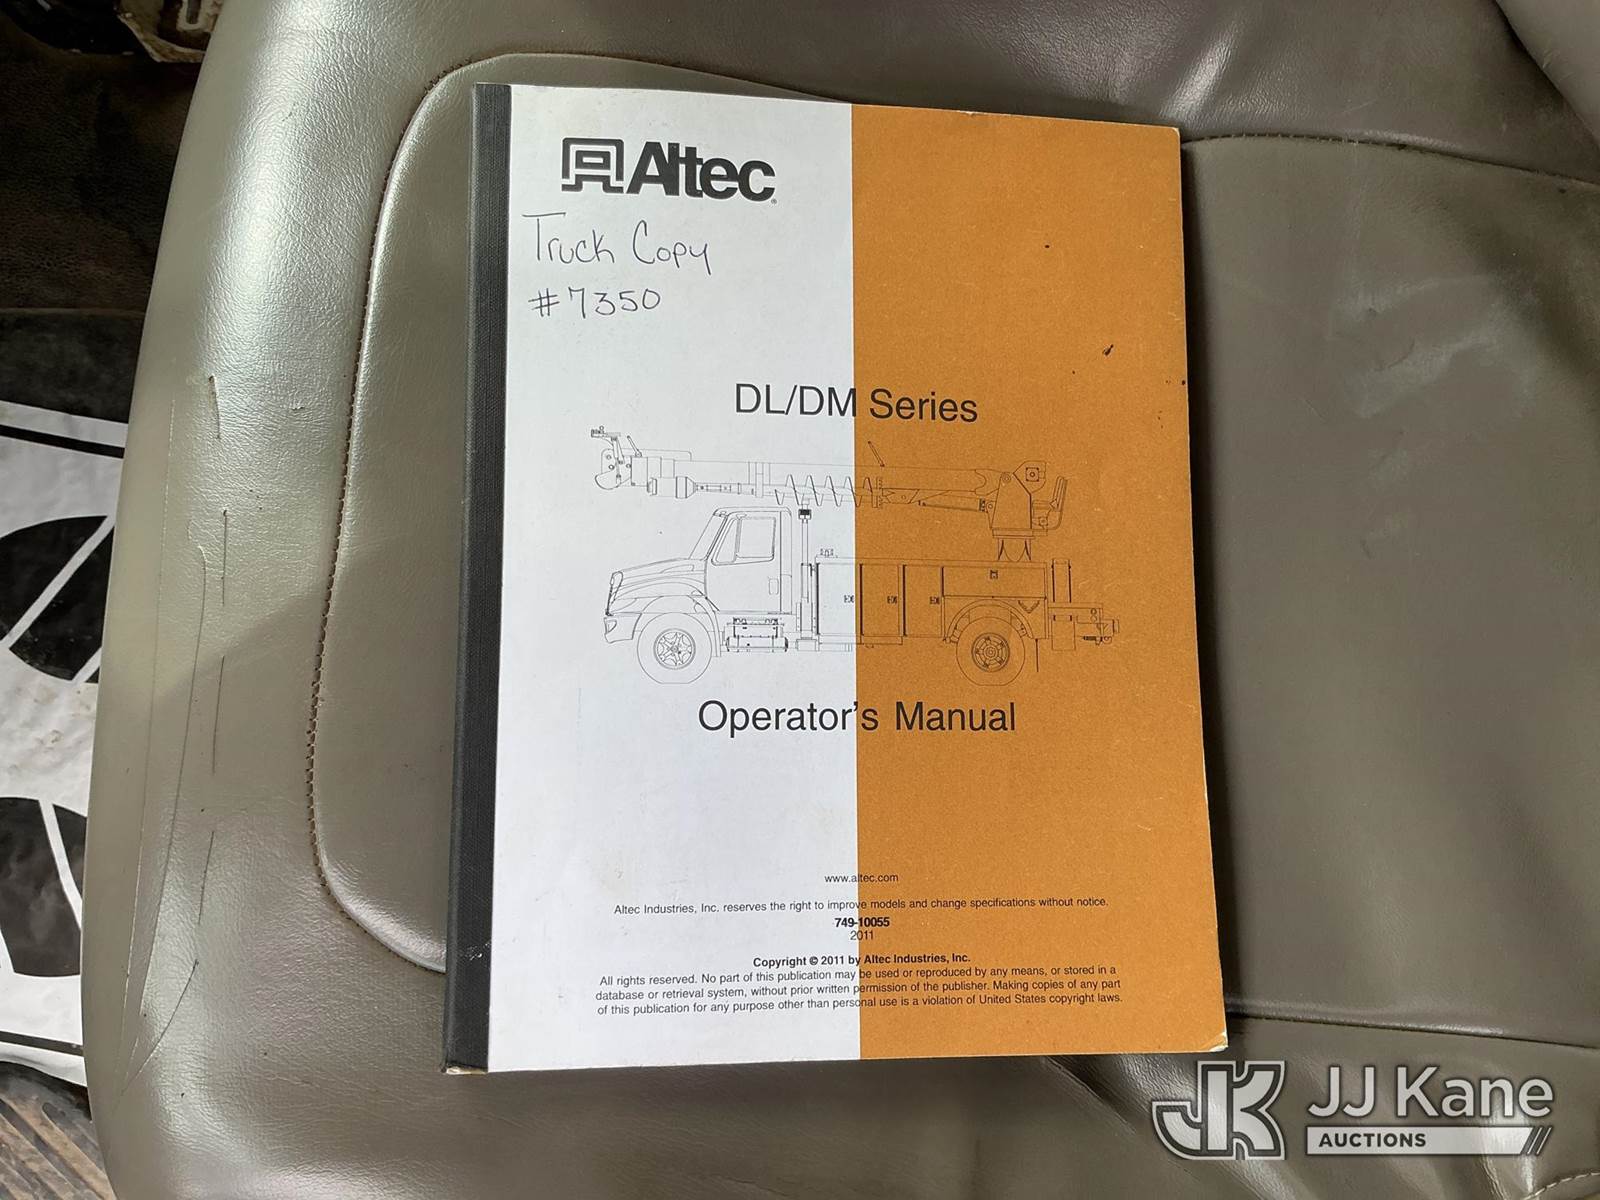 Altec®
Truck Copy
#7350
DL/DM Series
Operator's Manual
www.altec.com
Altec Industries, Inc. reserves the right to improve models and change specifications without notice.
749-10055
2011
Copyright © 2011 by Altec Industries, Inc.
All rights reserved. No part of this publication may be used or reproduced by any means, or stored in a
database or retrieval system, without prior written permission of the publisher. Making copies of any part
of this publication for any purpose other than personal use is a violation of United States copyright laws.
JK JJ Kane
AUCTIONS